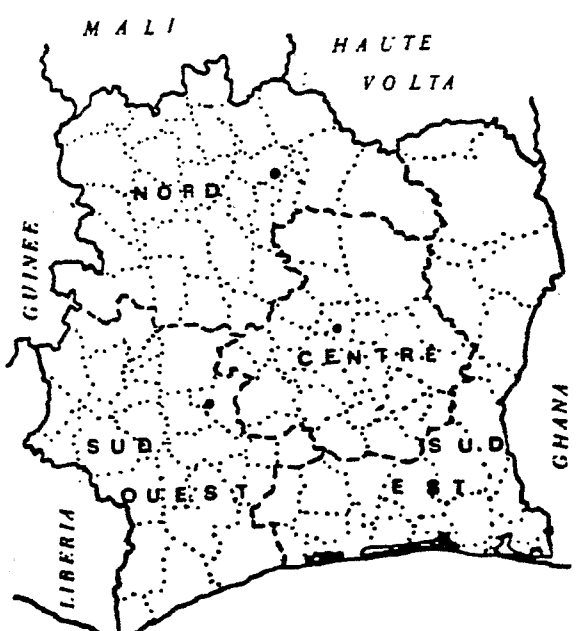 MALI
HAUTE
VOLTA
NORD
GUINEE
CENTRE
GHANA
SUD
OUEST
SUD
EST
LIBERIA